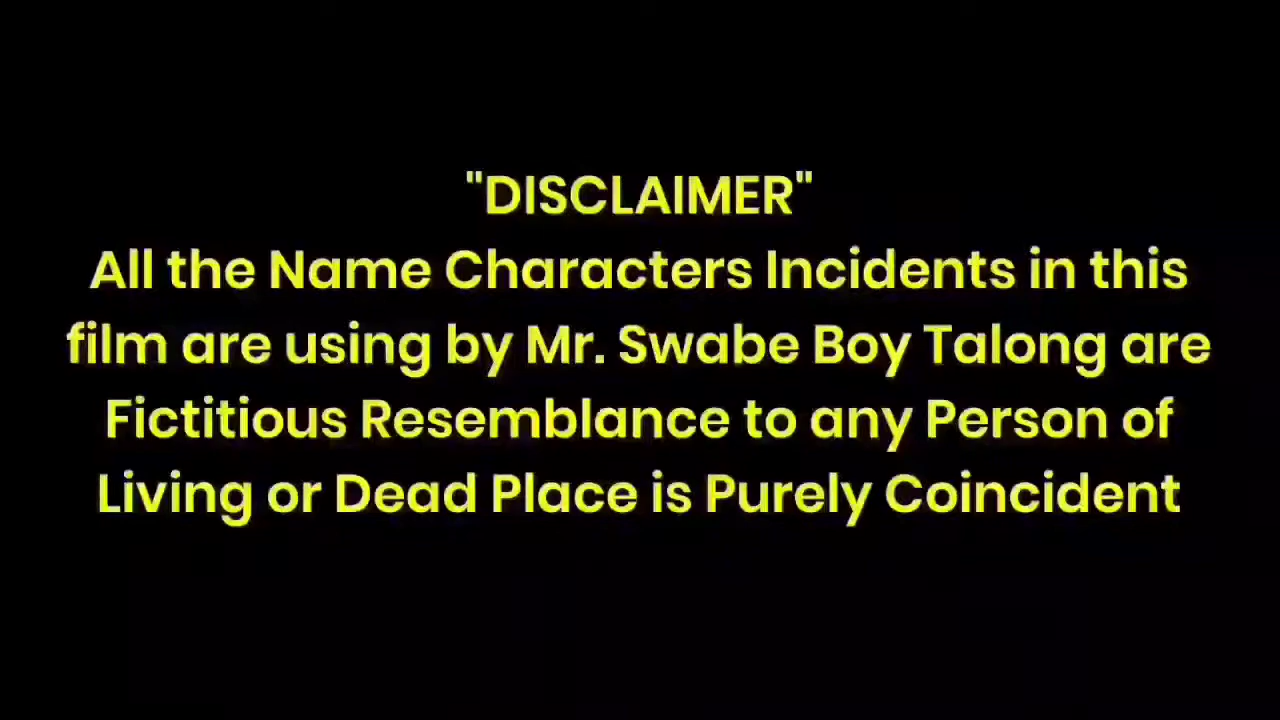 "DISCLAIMER"
All the Name Characters Incidents in this
film are using by Mr. Swabe Boy Talong are
Fictitious Resemblance to any Person of
Living or Dead Place is Purely Coincident